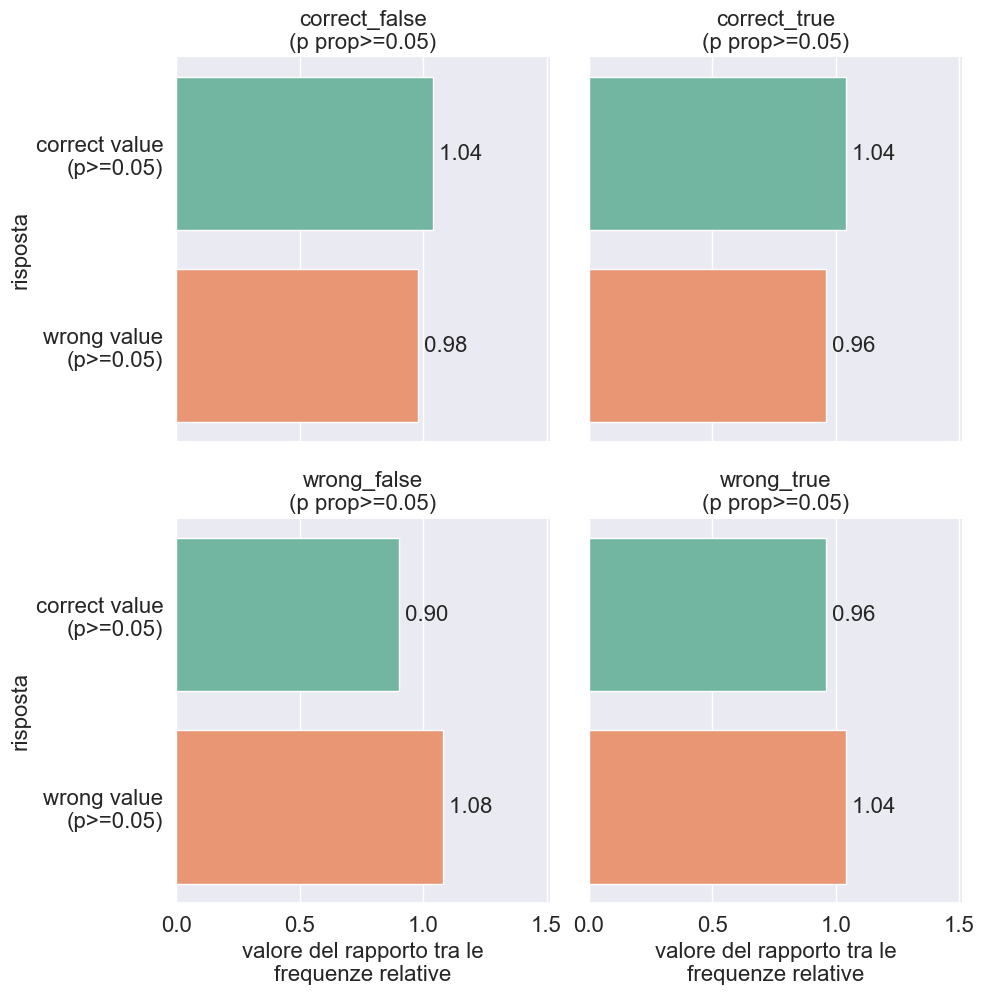 correct_false
(p prop>=0.05)
correct_true
(p prop>=0.05)
risposta
correct value
(p>=0.05)
1.04
1.04
wrong value
(p>=0.05)
0.98
0.96
wrong_false
(p prop>=0.05)
wrong_true
(p prop>=0.05)
risposta
correct value
(p>=0.05)
0.90
0.96
wrong value
(p>=0.05)
1.08
1.04
0.0 0.5 1.0 1.5
0.0 0.5 1.0 1.5
valore del rapporto tra le
frequenze relative
valore del rapporto tra le
frequenze relative